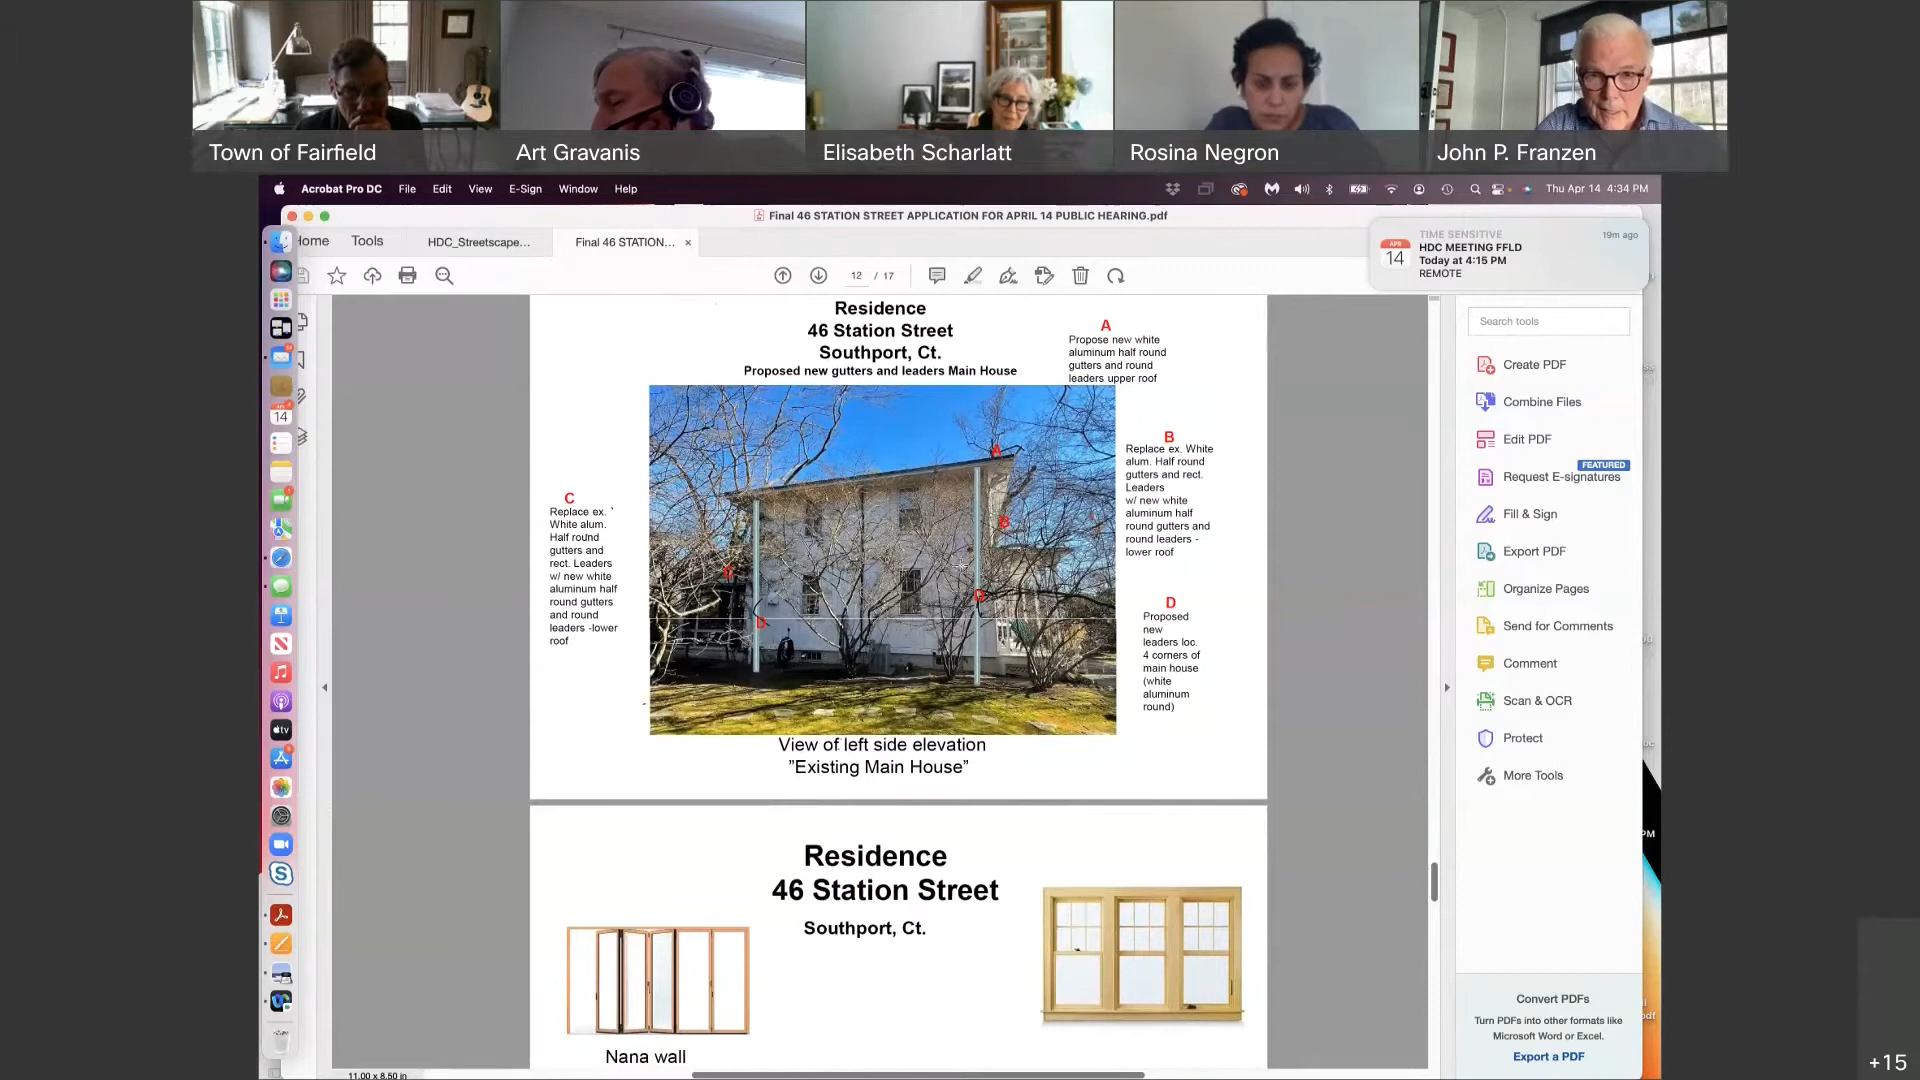 Town of Fairfield
Art Gravanis
Elisabeth Scharlatt
Rosina Negron
John P. Franzen
Acrobat Pro DC File Edit View E-Sign Window Help
Thu Apr 14 4:34 PM
Final 46 STATION STREET APPLICATION FOR APRIL 14 PUBLIC HEARING.pdf
Home Tools HDC_Streetscape... Final 46 STATION... ×
TIME SENSITIVE 19m ago
APR
14
HDC MEETING FFLD
Today at 4:15 PM
REMOTE
12 / 17
Residence
46 Station Street
Southport, Ct.
Proposed new gutters and leaders Main House
A
Propose new white
aluminum half round
gutters and round
leaders upper roof
B
Replace ex. White
alum. Half round
gutters and rect.
Leaders
w/ new white
aluminum half
round gutters and
round leaders -
lower roof
C
Replace ex. `
White alum.
Half round
gutters and
rect. Leaders
w/ new white
aluminum half
round gutters
and round
leaders -lower
roof
D
Proposed
new
leaders loc.
4 corners of
main house
(white
aluminum
round)
A
B
C
D
D
View of left side elevation
”Existing Main House”
Residence
46 Station Street
Southport, Ct.
Nana wall
11.00 x 8.50 in
Search tools
Create PDF
Combine Files
Edit PDF
FEATURED
Request E-signatures
Fill & Sign
Export PDF
Organize Pages
Send for Comments
Comment
Scan & OCR
Protect
More Tools
Convert PDFs
Turn PDFs into other formats like
Microsoft Word or Excel.
Export a PDF
14
tv
PM
+15